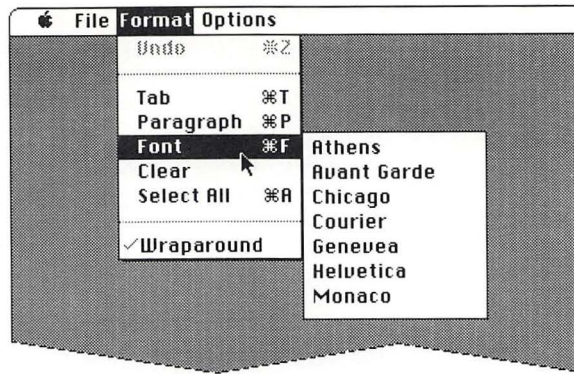 File Format Options
Undo ⌘Z
Tab ⌘T
Paragraph ⌘P
Font ⌘F
Clear
Select All ⌘A
✓Wraparound
Athens
Avant Garde
Chicago
Courier
Genevea
Helvetica
Monaco